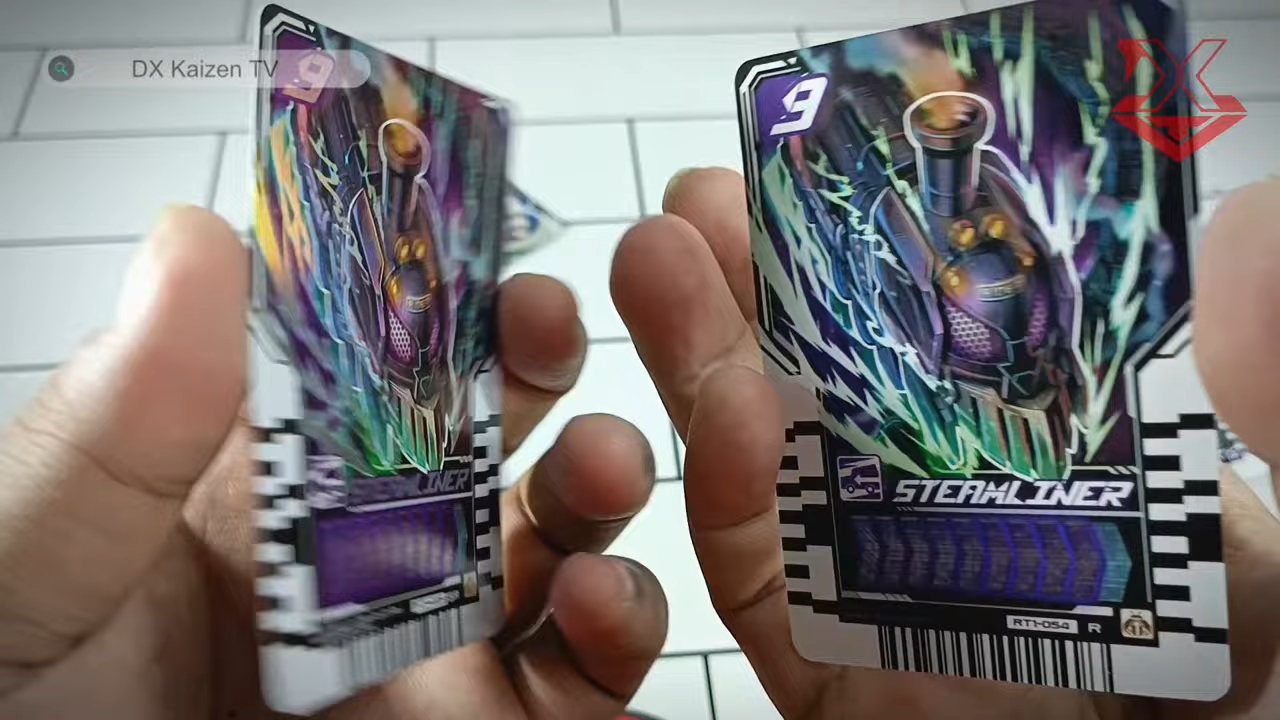 DX Kaizen TV
9
9
STEAMLINER
STEAMLINER
RT1-054 R